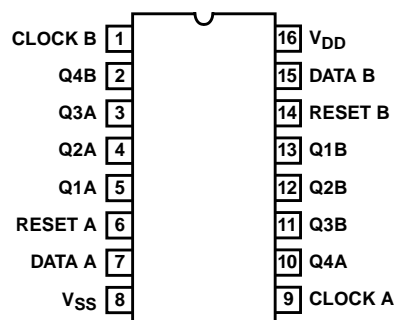 CLOCK B 1
Q4B 2
Q3A 3
Q2A 4
Q1A 5
RESET A 6
DATA A 7
VSS 8
16 VDD
15 DATA B
14 RESET B
13 Q1B
12 Q2B
11 Q3B
10 Q4A
9 CLOCK A